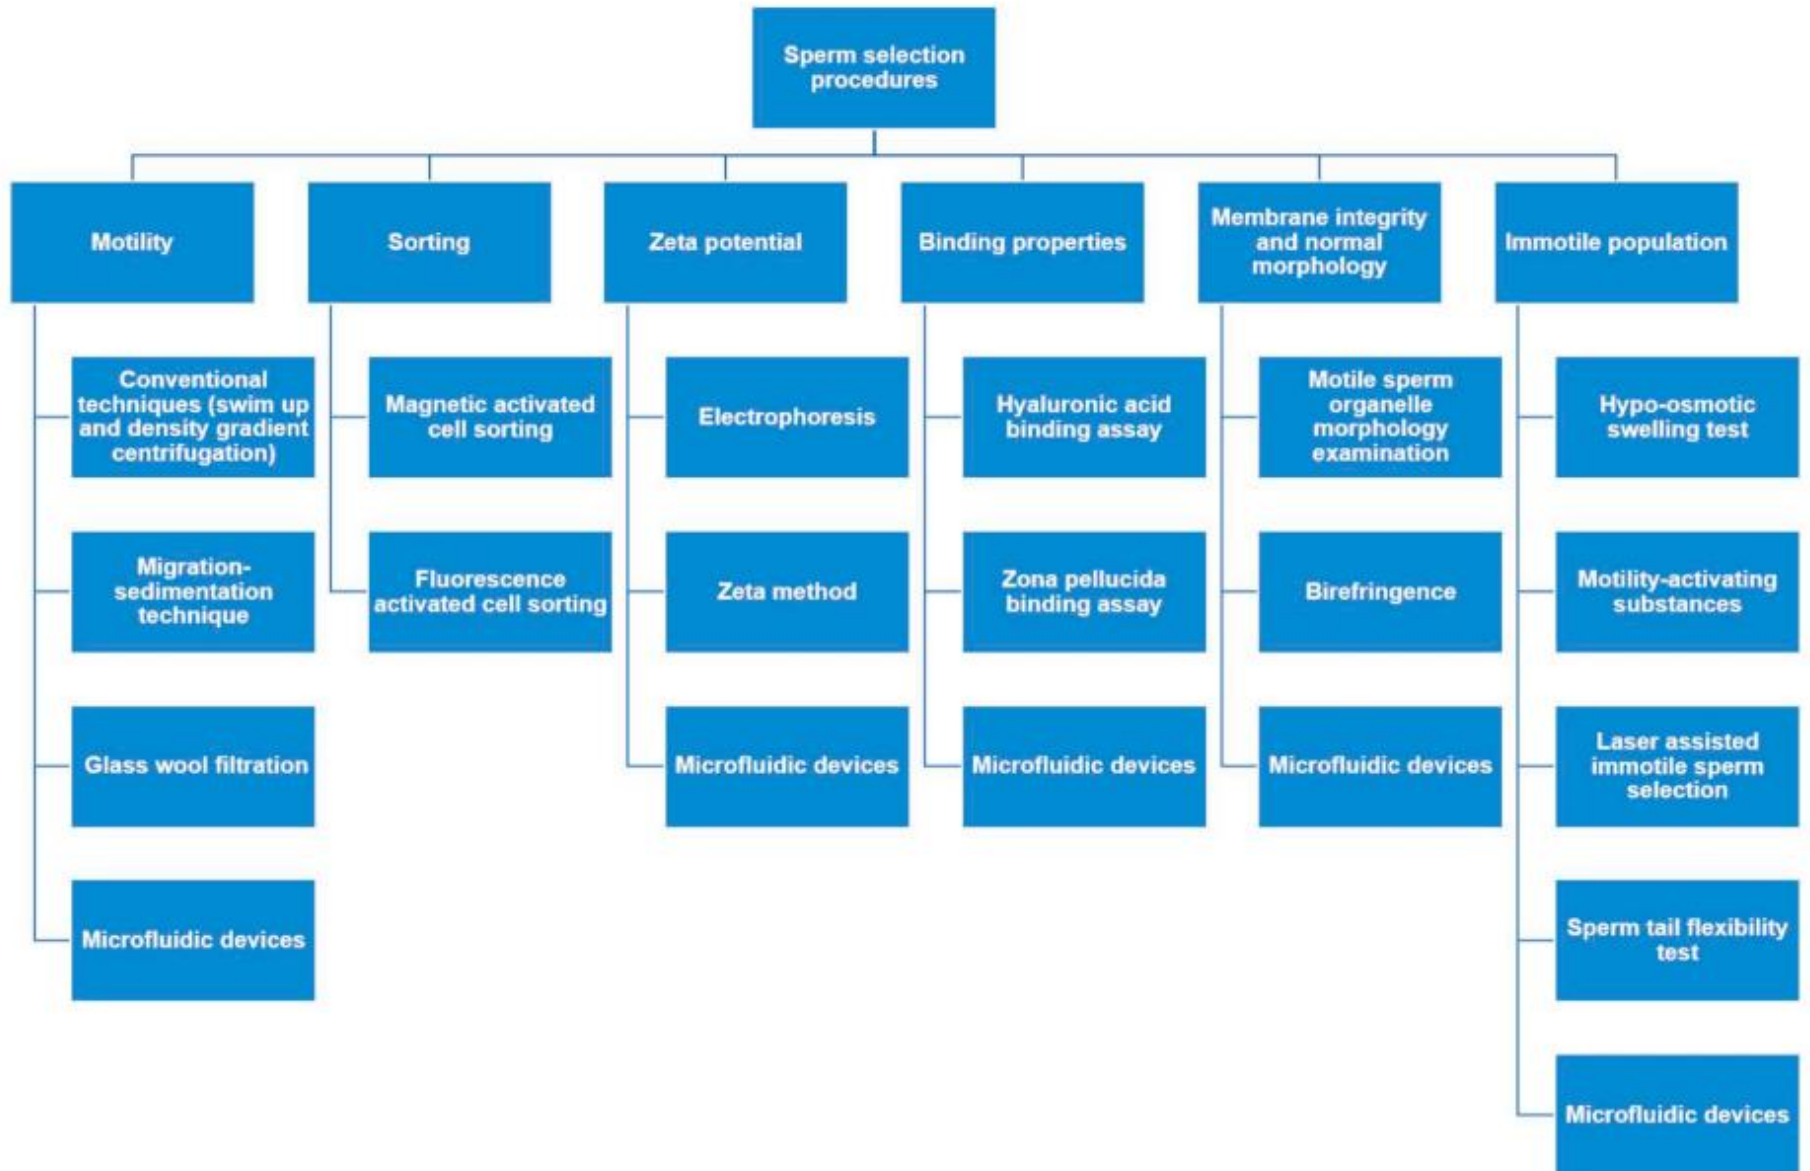 Sperm selection
procedures
Motility
Sorting
Zeta potential
Binding properties
Membrane integrity
and normal
morphology
Immotile population
Conventional
techniques (swim up
and density gradient
centrifugation)
Migration-
sedimentation
technique
Glass wool filtration
Microfluidic devices
Magnetic activated
cell sorting
Fluorescence
activated cell sorting
Electrophoresis
Zeta method
Microfluidic devices
Hyaluronic acid
binding assay
Zona pellucida
binding assay
Microfluidic devices
Motile sperm
organelle
morphology
examination
Birefringence
Microfluidic devices
Hypo-osmotic
swelling test
Motility-activating
substances
Laser assisted
immotile sperm
selection
Sperm tail flexibility
test
Microfluidic devices